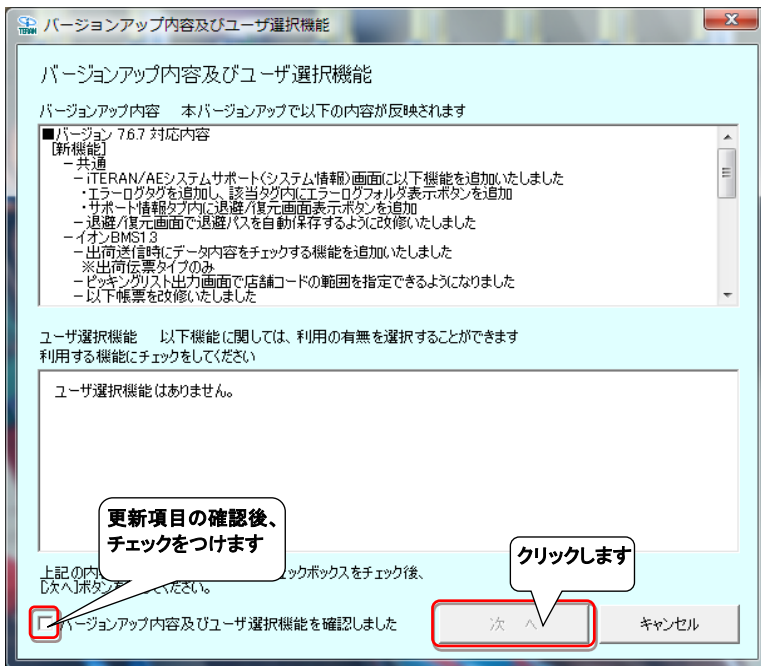 TERAN
バージョンアップ内容及びユーザ選択機能
バージョンアップ内容及びユーザ選択機能
バージョンアップ内容　本バージョンアップで以下の内容が反映されます
■バージョン 7.6.7 対応内容
[新機能]
－共通
－iTERAN/AEシステムサポート(システム情報)画面に以下機能を追加いたしました
・エラーログタグを追加し、該当タグ内にエラーログフォルダ表示ボタンを追加
・サポート情報タブ内に退避/復元画面表示ボタンを追加
－退避/復元画面で退避パスを自動保存するように改修いたしました
－イオンBMS1.3
－出荷送信時にデータ内容をチェックする機能を追加いたしました
※出荷伝票タイプのみ
－ピッキングリスト出力画面で店舗コードの範囲を指定できるようになりました
－以下帳票を改修いたしました
ユーザ選択機能　以下機能に関しては、利用の有無を選択することができます
利用する機能にチェックをしてください
ユーザ選択機能はありません。
更新項目の確認後、
チェックをつけます
クリックします
上記の内 ェックボックスをチェック後、
[次へ]ボタンを ください。
バージョンアップ内容及びユーザ選択機能を確認しました
次 へ
キャンセル